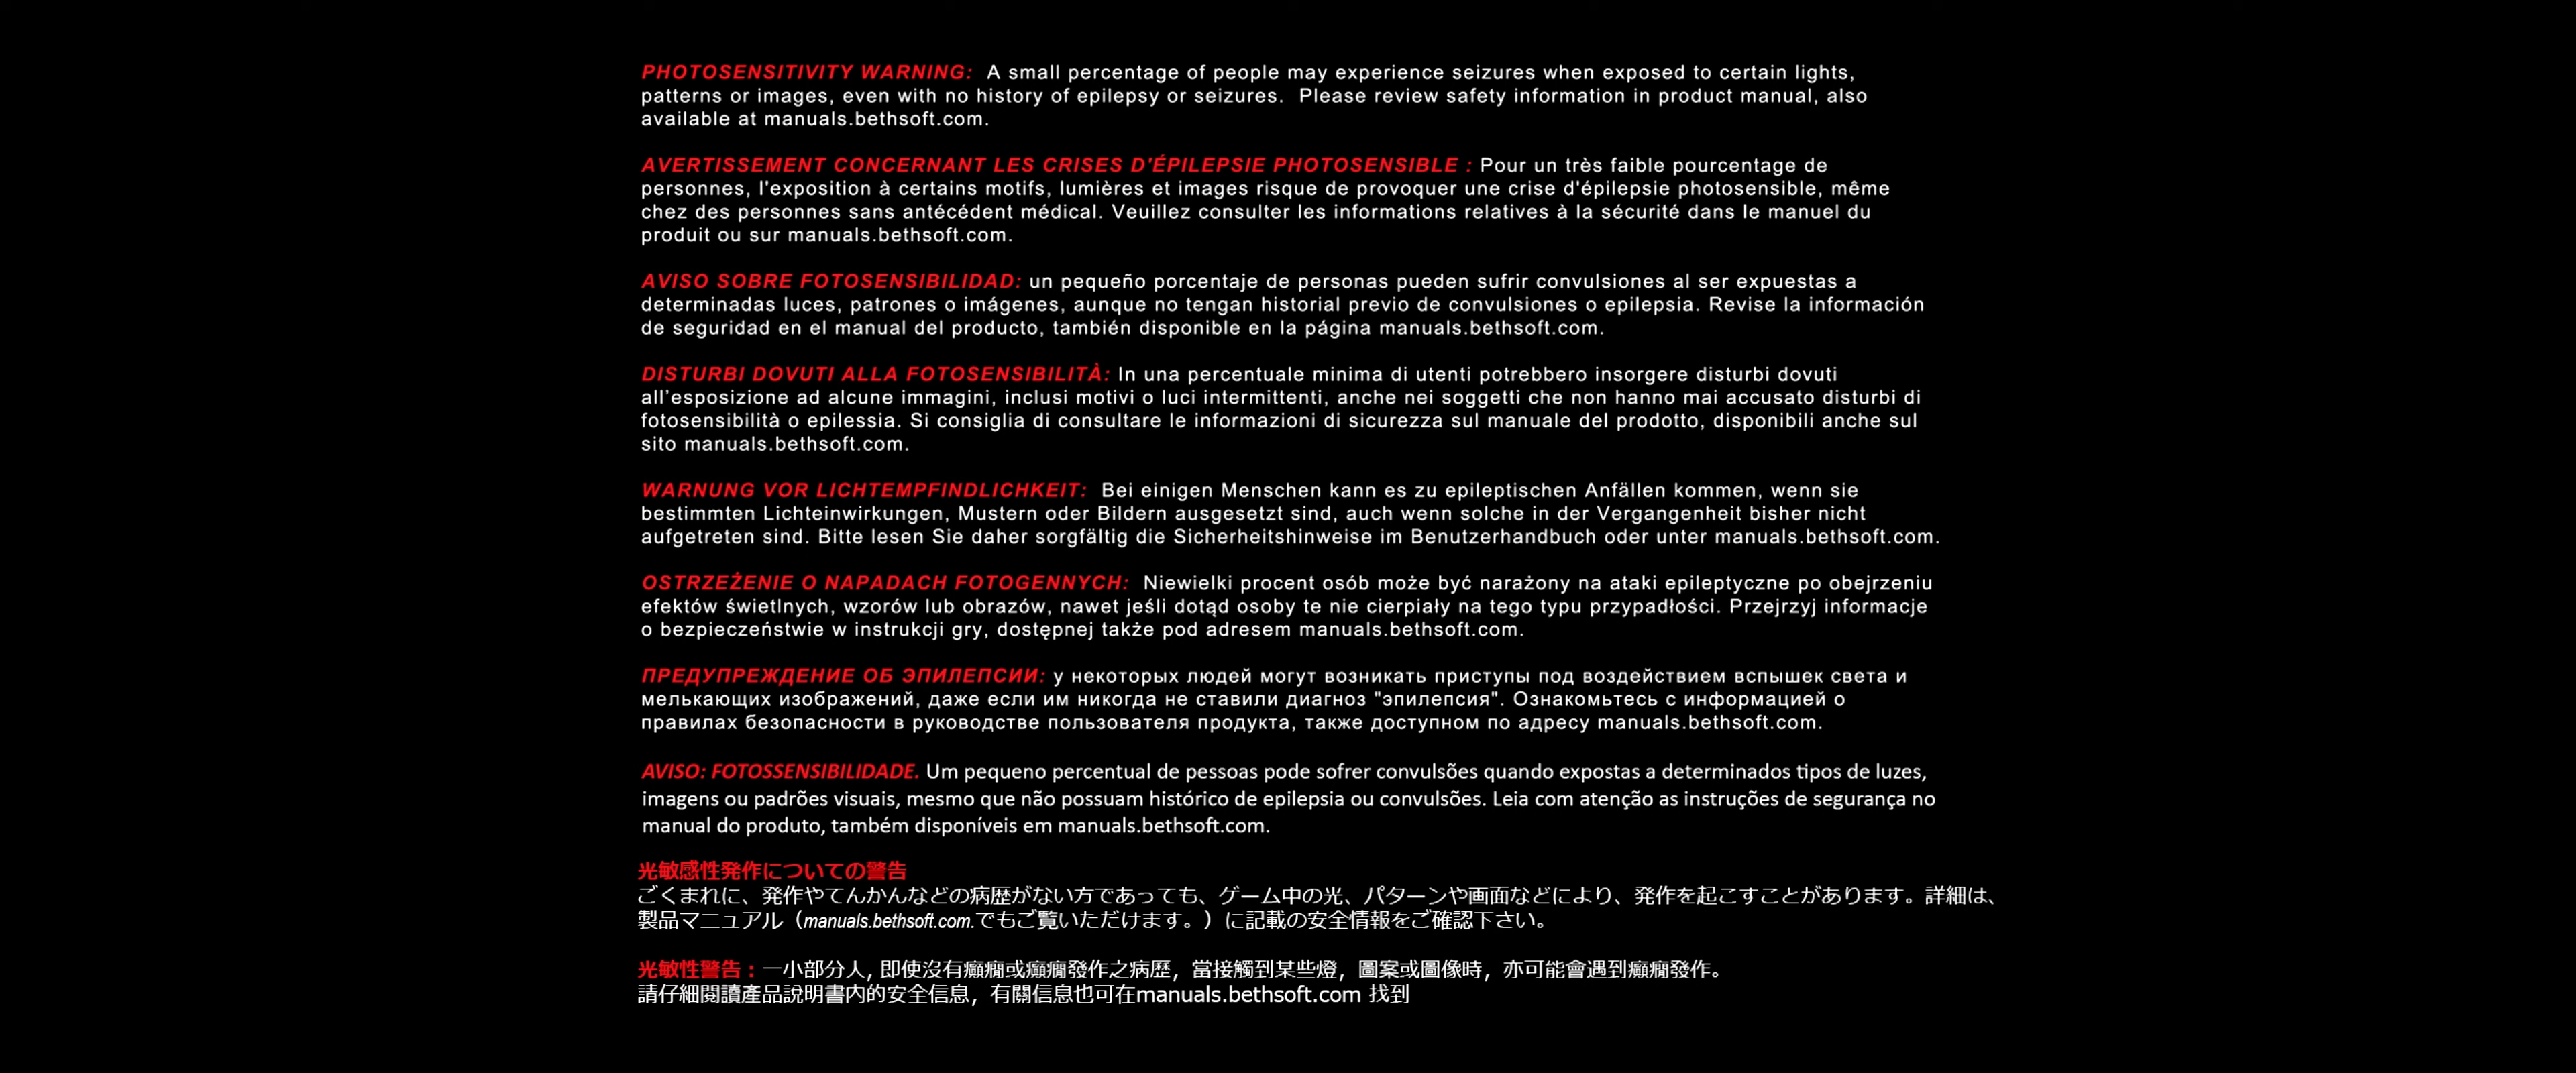 PHOTOSENSITIVITY WARNING:  A small percentage of people may experience seizures when exposed to certain lights,
patterns or images, even with no history of epilepsy or seizures.  Please review safety information in product manual, also
available at manuals.bethsoft.com.
AVERTISSEMENT CONCERNANT LES CRISES D'ÉPILEPSIE PHOTOSENSIBLE : Pour un très faible pourcentage de
personnes, l'exposition à certains motifs, lumières et images risque de provoquer une crise d'épilepsie photosensible, même
chez des personnes sans antécédent médical. Veuillez consulter les informations relatives à la sécurité dans le manuel du
produit ou sur manuals.bethsoft.com.
AVISO SOBRE FOTOSENSIBILIDAD: un pequeño porcentaje de personas pueden sufrir convulsiones al ser expuestas a
determinadas luces, patrones o imágenes, aunque no tengan historial previo de convulsiones o epilepsia. Revise la información
de seguridad en el manual del producto, también disponible en la página manuals.bethsoft.com.
DISTURBI DOVUTI ALLA FOTOSENSIBILITÀ: In una percentuale minima di utenti potrebbero insorgere disturbi dovuti
all’esposizione ad alcune immagini, inclusi motivi o luci intermittenti, anche nei soggetti che non hanno mai accusato disturbi di
fotosensibilità o epilessia. Si consiglia di consultare le informazioni di sicurezza sul manuale del prodotto, disponibili anche sul
sito manuals.bethsoft.com.
WARNUNG VOR LICHTEMPFINDLICHKEIT:  Bei einigen Menschen kann es zu epileptischen Anfällen kommen, wenn sie
bestimmten Lichteinwirkungen, Mustern oder Bildern ausgesetzt sind, auch wenn solche in der Vergangenheit bisher nicht
aufgetreten sind. Bitte lesen Sie daher sorgfältig die Sicherheitshinweise im Benutzerhandbuch oder unter manuals.bethsoft.com.
OSTRZEŻENIE O NAPADACH FOTOGENNYCH:  Niewielki procent osób może być narażony na ataki epileptyczne po obejrzeniu
efektów świetlnych, wzorów lub obrazów, nawet jeśli dotąd osoby te nie cierpiały na tego typu przypadłości. Przejrzyj informacje
o bezpieczeństwie w instrukcji gry, dostępnej także pod adresem manuals.bethsoft.com.
ПРЕДУПРЕЖДЕНИЕ ОБ ЭПИЛЕПСИИ: у некоторых людей могут возникать приступы под воздействием вспышек света и
мелькающих изображений, даже если им никогда не ставили диагноз "эпилепсия". Ознакомьтесь с информацией о
правилах безопасности в руководстве пользователя продукта, также доступном по адресу manuals.bethsoft.com.
AVISO: FOTOSSENSIBILIDADE. Um pequeno percentual de pessoas pode sofrer convulsões quando expostas a determinados tipos de luzes,
imagens ou padrões visuais, mesmo que não possuam histórico de epilepsia ou convulsões. Leia com atenção as instruções de segurança no
manual do produto, também disponíveis em manuals.bethsoft.com.
光敏感性発作についての警告
ごくまれに、発作やてんかんなどの病歴がない方であっても、ゲーム中の光、パターンや画面などにより、発作を起こすことがあります。詳細は、
製品マニュアル（manuals.bethsoft.com.でもご覧いただけます。）に記載の安全情報をご確認下さい。
光敏性警告：一小部分人, 即使沒有癲癇或癲癇發作之病歷，當接觸到某些燈，圖案或圖像時，亦可能會遇到癲癇發作。
請仔細閱讀產品說明書内的安全信息，有關信息也可在manuals.bethsoft.com 找到